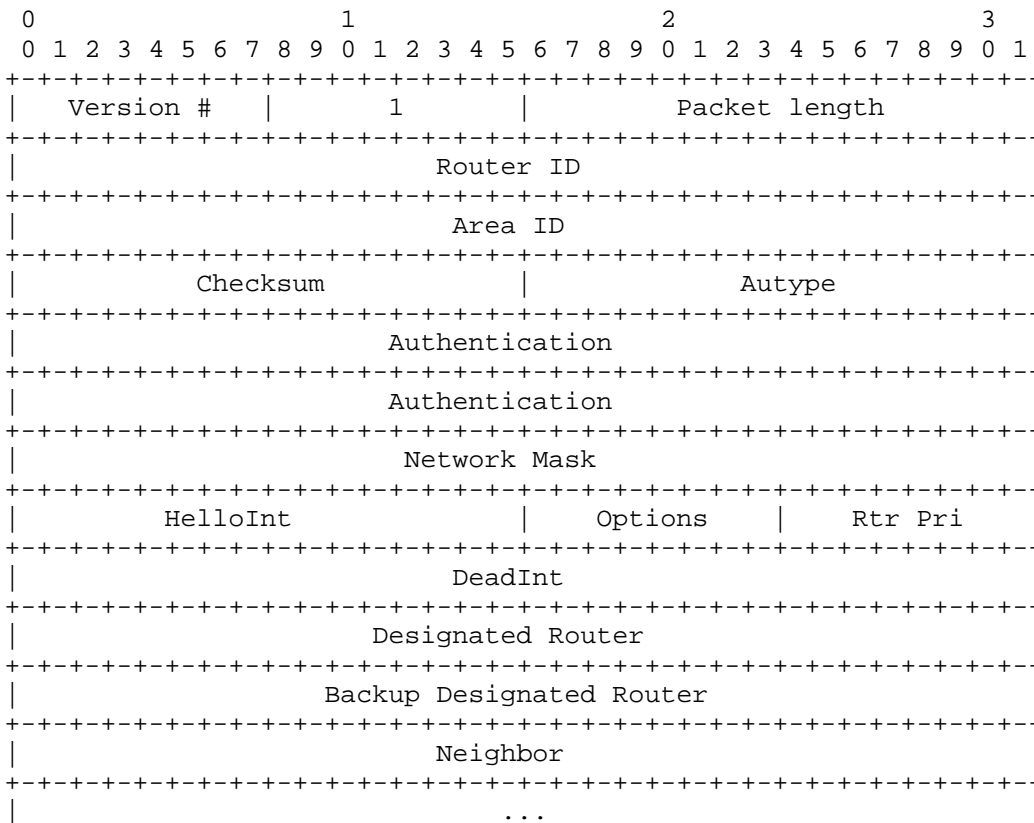 0                   1                   2                   3
0 1 2 3 4 5 6 7 8 9 0 1 2 3 4 5 6 7 8 9 0 1 2 3 4 5 6 7 8 9 0 1
+-+-+-+-+-+-+-+-+-+-+-+-+-+-+-+-+-+-+-+-+-+-+-+-+-+-+-+-+-+-+-+-
| Version # | 1 | Packet length
+-+-+-+-+-+-+-+-+-+-+-+-+-+-+-+-+-+-+-+-+-+-+-+-+-+-+-+-+-+-+-+-
| Router ID
+-+-+-+-+-+-+-+-+-+-+-+-+-+-+-+-+-+-+-+-+-+-+-+-+-+-+-+-+-+-+-+-
| Area ID
+-+-+-+-+-+-+-+-+-+-+-+-+-+-+-+-+-+-+-+-+-+-+-+-+-+-+-+-+-+-+-+-
| Checksum | Autype
+-+-+-+-+-+-+-+-+-+-+-+-+-+-+-+-+-+-+-+-+-+-+-+-+-+-+-+-+-+-+-+-
| Authentication
+-+-+-+-+-+-+-+-+-+-+-+-+-+-+-+-+-+-+-+-+-+-+-+-+-+-+-+-+-+-+-+-
| Authentication
+-+-+-+-+-+-+-+-+-+-+-+-+-+-+-+-+-+-+-+-+-+-+-+-+-+-+-+-+-+-+-+-
| Network Mask
+-+-+-+-+-+-+-+-+-+-+-+-+-+-+-+-+-+-+-+-+-+-+-+-+-+-+-+-+-+-+-+-
| HelloInt | Options | Rtr Pri
+-+-+-+-+-+-+-+-+-+-+-+-+-+-+-+-+-+-+-+-+-+-+-+-+-+-+-+-+-+-+-+-
| DeadInt
+-+-+-+-+-+-+-+-+-+-+-+-+-+-+-+-+-+-+-+-+-+-+-+-+-+-+-+-+-+-+-+-
| Designated Router
+-+-+-+-+-+-+-+-+-+-+-+-+-+-+-+-+-+-+-+-+-+-+-+-+-+-+-+-+-+-+-+-
| Backup Designated Router
+-+-+-+-+-+-+-+-+-+-+-+-+-+-+-+-+-+-+-+-+-+-+-+-+-+-+-+-+-+-+-+-
| Neighbor
+-+-+-+-+-+-+-+-+-+-+-+-+-+-+-+-+-+-+-+-+-+-+-+-+-+-+-+-+-+-+-+-
| ...